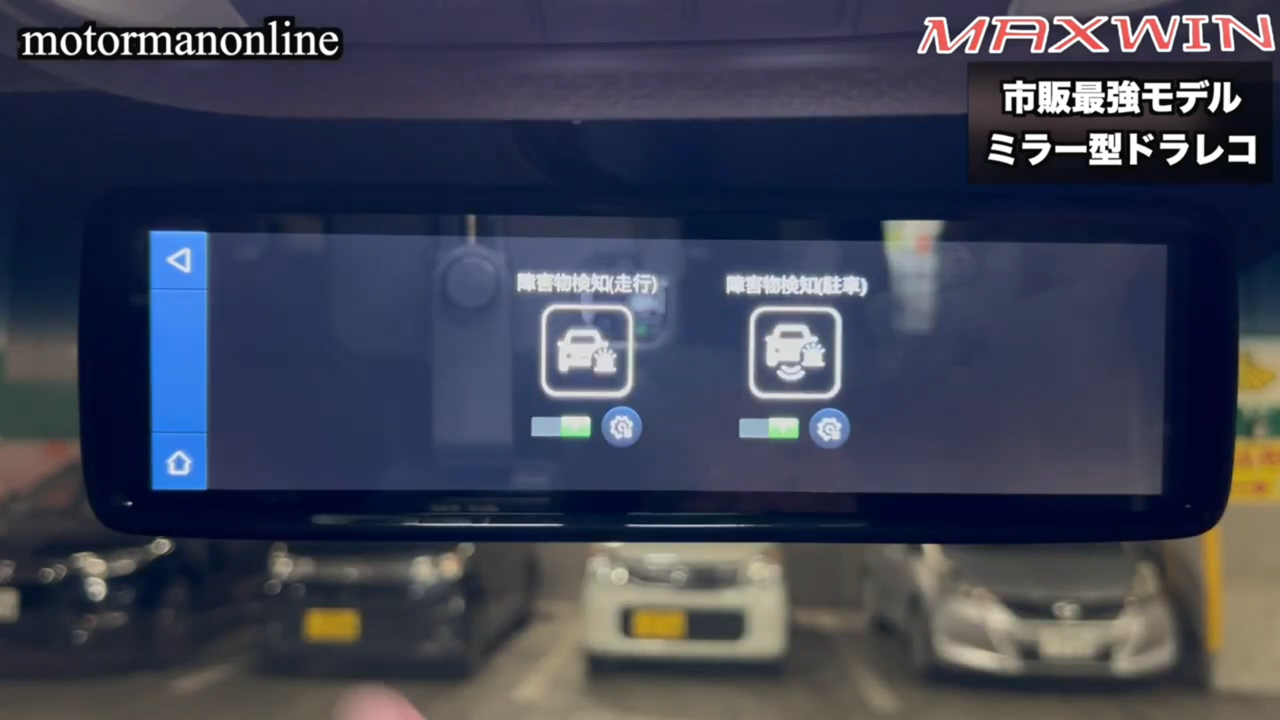 motormanonline
MAXWIN
市販最強モデル
ミラー型ドラレコ
障害物検知(走行)
障害物検知(駐車)